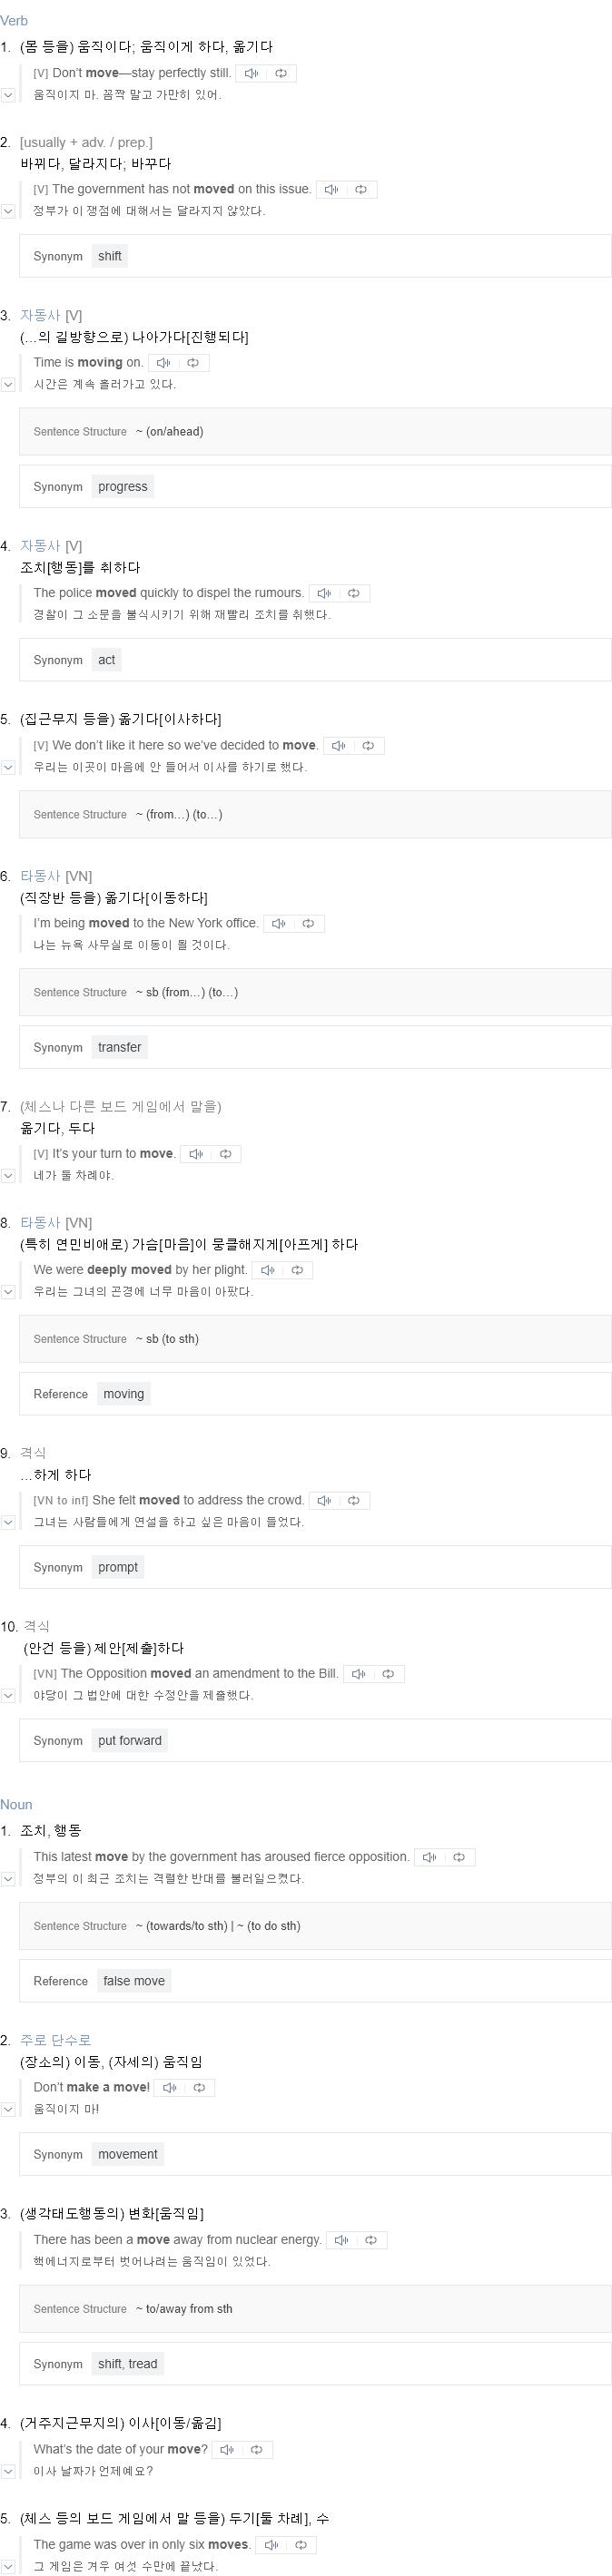 Verb
1. (몸 등을) 움직이다; 움직이게 하다, 옮기다
[V] Don’t move—stay perfectly still.
움직이지 마. 꼼짝 말고 가만히 있어.
2. [usually + adv. / prep.]
바뀌다, 달라지다; 바꾸다
[V] The government has not moved on this issue.
정부가 이 쟁점에 대해서는 달라지지 않았다.
Synonym shift
3. 자동사 [V]
(…의 길방향으로) 나아가다[진행되다]
Time is moving on.
시간은 계속 흘러가고 있다.
Sentence Structure ~ (on/ahead)
Synonym progress
4. 자동사 [V]
조치[행동]를 취하다
The police moved quickly to dispel the rumours.
경찰이 그 소문을 불식시키기 위해 재빨리 조치를 취했다.
Synonym act
5. (집근무지 등을) 옮기다[이사하다]
[V] We don’t like it here so we’ve decided to move.
우리는 이곳이 마음에 안 들어서 이사를 하기로 했다.
Sentence Structure ~ (from…) (to…)
6. 타동사 [VN]
(직장반 등을) 옮기다[이동하다]
I’m being moved to the New York office.
나는 뉴욕 사무실로 이동이 될 것이다.
Sentence Structure ~ sb (from…) (to…)
Synonym transfer
7. (체스나 다른 보드 게임에서 말을)
옮기다, 두다
[V] It’s your turn to move.
네가 둘 차례야.
8. 타동사 [VN]
(특히 연민비애로) 가슴[마음]이 뭉클해지게[아프게] 하다
We were deeply moved by her plight.
우리는 그녀의 곤경에 너무 마음이 아팠다.
Sentence Structure ~ sb (to sth)
Reference moving
9. 격식
…하게 하다
[VN to inf] She felt moved to address the crowd.
그녀는 사람들에게 연설을 하고 싶은 마음이 들었다.
Synonym prompt
10. 격식
(안건 등을) 제안[제출]하다
[VN] The Opposition moved an amendment to the Bill.
야당이 그 법안에 대한 수정안을 제출했다.
Synonym put forward
Noun
1. 조치, 행동
This latest move by the government has aroused fierce opposition.
정부의 이 최근 조치는 격렬한 반대를 불러일으켰다.
Sentence Structure ~ (towards/to sth) | ~ (to do sth)
Reference false move
2. 주로 단수로
(장소의) 이동, (자세의) 움직임
Don’t make a move!
움직이지 마!
Synonym movement
3. (생각태도행동의) 변화[움직임]
There has been a move away from nuclear energy.
핵에너지로부터 벗어나려는 움직임이 있었다.
Sentence Structure ~ to/away from sth
Synonym shift, tread
4. (거주지근무지의) 이사[이동/옮김]
What’s the date of your move?
이사 날짜가 언제예요?
5. (체스 등의 보드 게임에서 말 등을) 두기[둘 차례], 수
The game was over in only six moves.
그 게임은 겨우 여섯 수만에 끝났다.